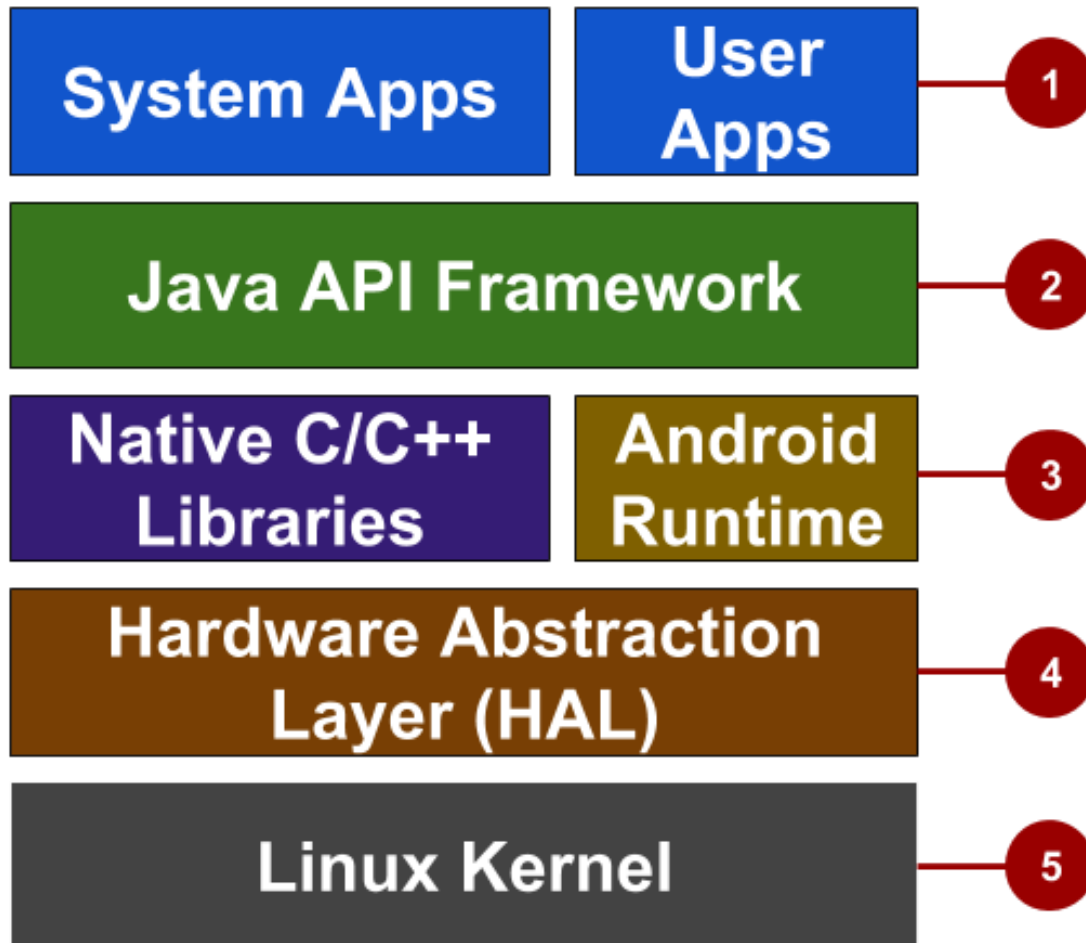 System Apps
User
Apps
1
Java API Framework
2
Native C/C++
Libraries
Android
Runtime
3
Hardware Abstraction
Layer (HAL)
4
Linux Kernel
5